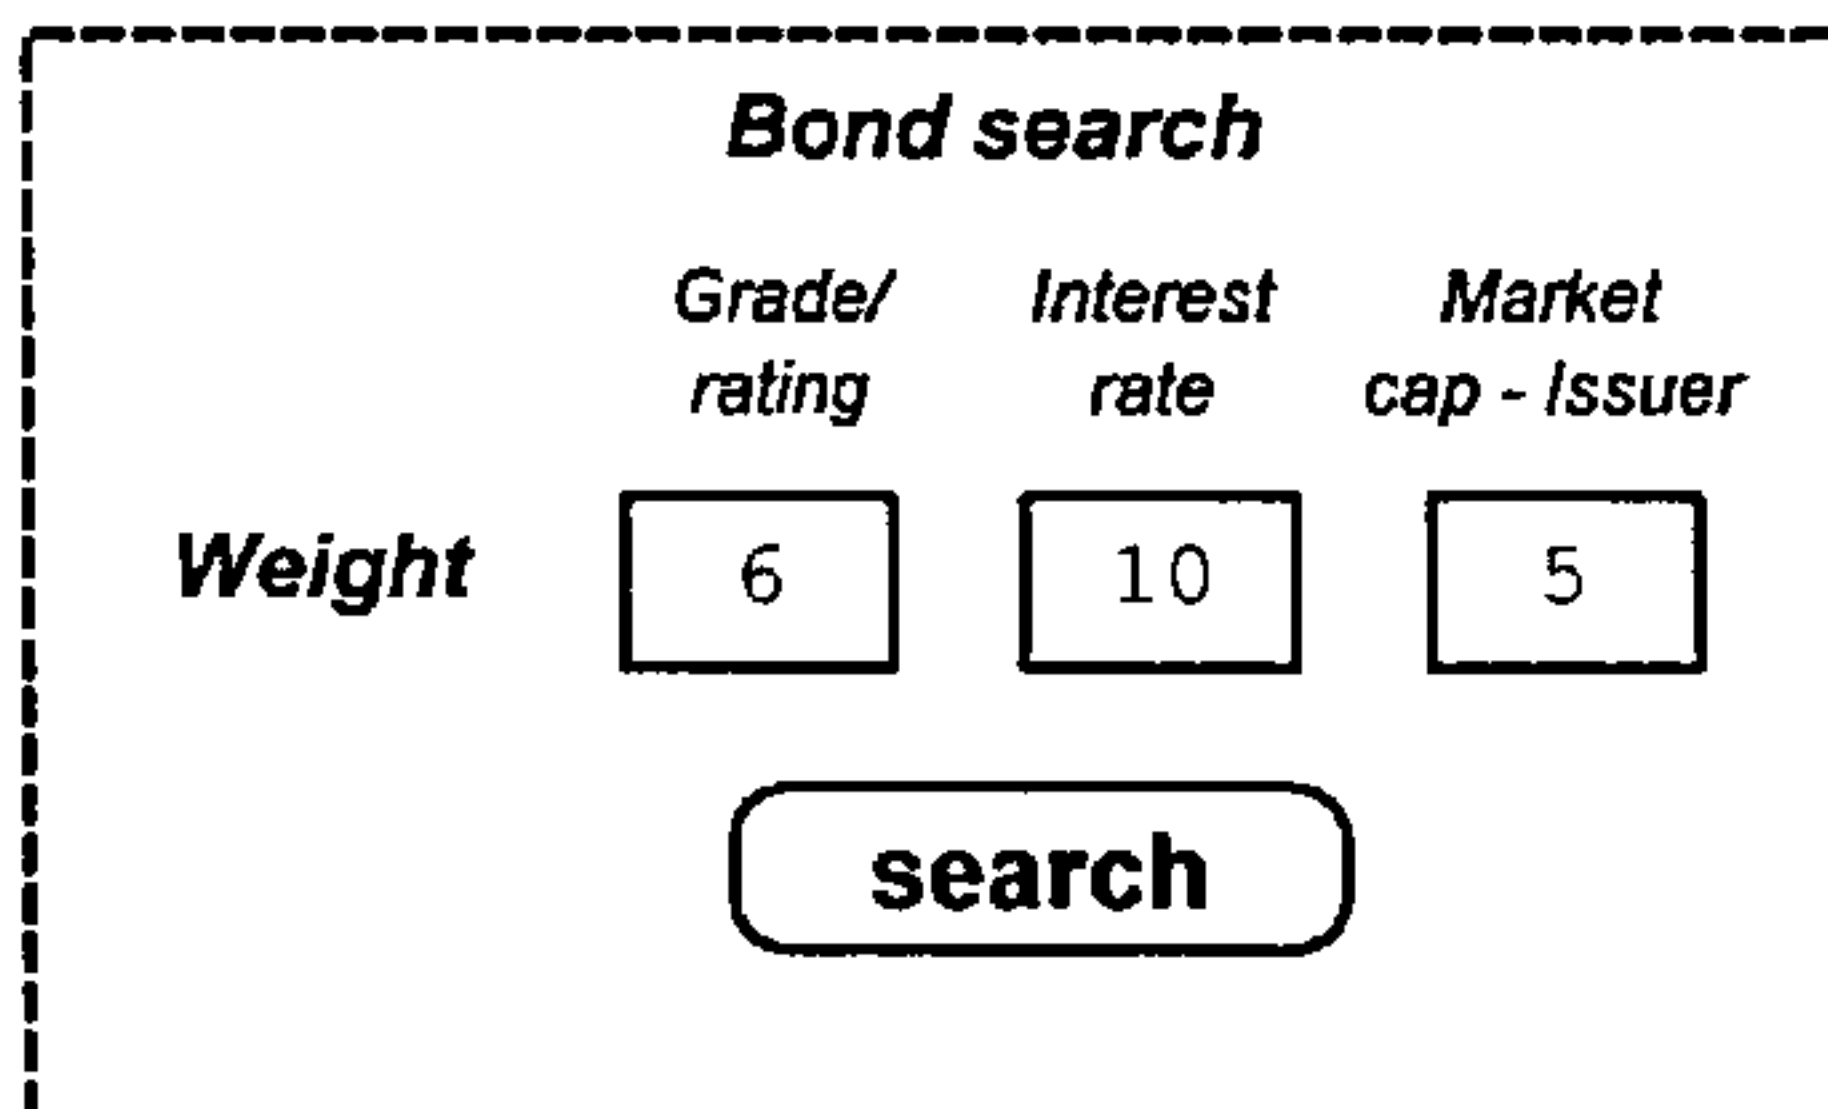 Bond search
Grade/ Interest Market
rating rate cap - Issuer
Weight 6 10 5
search